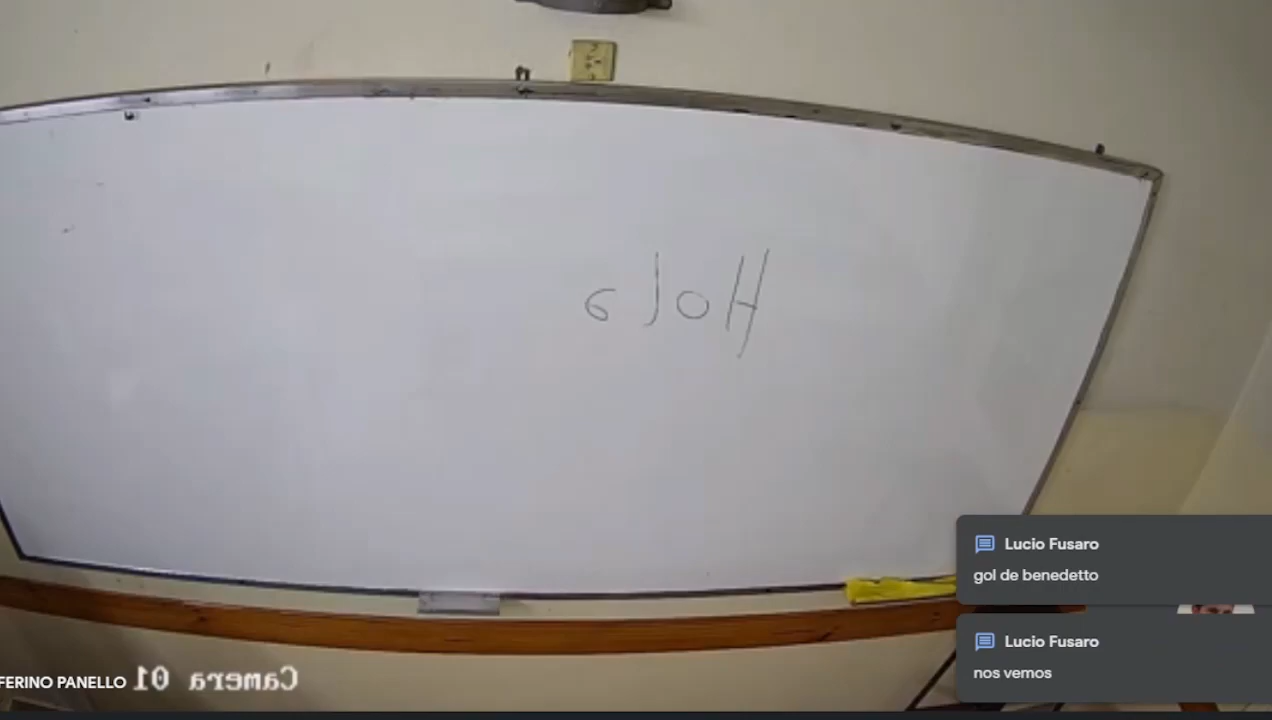 Hola
Lucio Fusaro
gol de benedetto
Lucio Fusaro
nos vemos
FERINO PANELLO
Camera 01